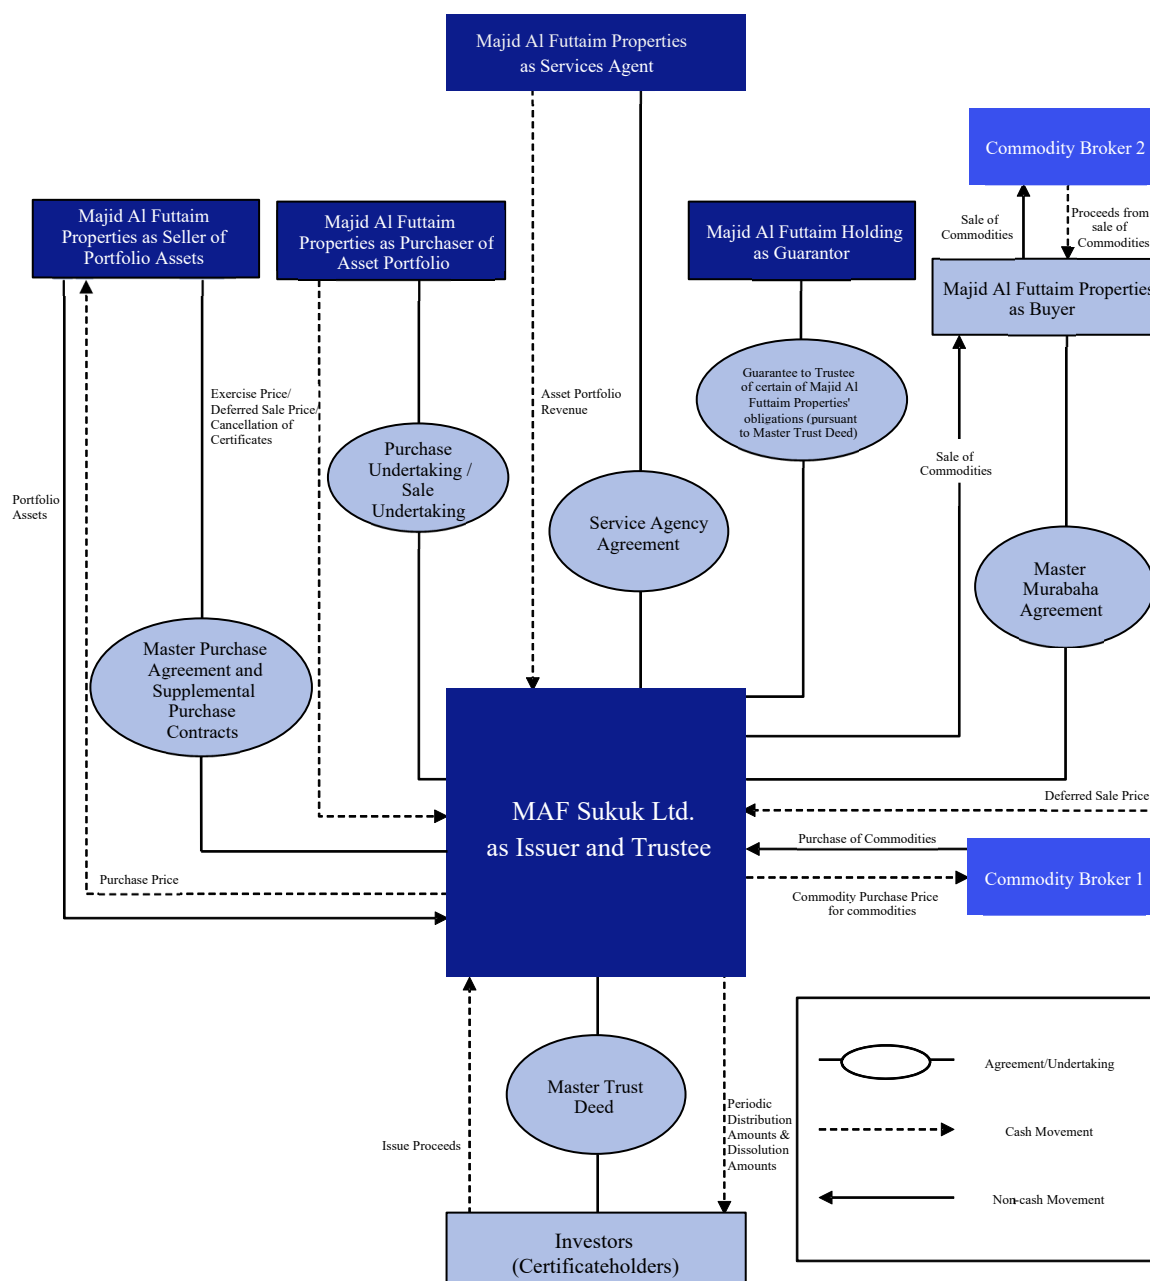 Majid Al Futtaim Properties
as Services Agent
Commodity Broker 2
Majid Al Futtaim
Properties as Seller of
Portfolio Assets
Majid Al Futtaim
Properties as Purchaser of
Asset Portfolio
Majid Al Futtaim Holding
as Guarantor
Sale of
Commodities
Proceeds from
sale of
Commodities
Majid Al Futtaim Properties
as Buyer
Exercise Price/
Deferred Sale Price/
Cancellation of
Certificates
Asset Portfolio
Revenue
Guarantee to Trustee
of certain of Majid Al
Futtaim Properties'
obligations (pursuant
to Master Trust Deed)
Purchase
Undertaking /
Sale
Undertaking
Sale of
Commodities
Portfolio
Assets
Service Agency
Agreement
Master
Murabaha
Agreement
Master Purchase
Agreement and
Supplemental
Purchase
Contracts
MAF Sukuk Ltd.
as Issuer and Trustee
Deferred Sale Price
Purchase of Commodities
Commodity Broker 1
Purchase Price
Commodity Purchase Price
for commodities
Master Trust
Deed
Issue Proceeds
Periodic
Distribution
Amounts &
Dissolution
Amounts
Investors
(Certificateholders)
Agreement/Undertaking
Cash Movement
Non-cash Movement